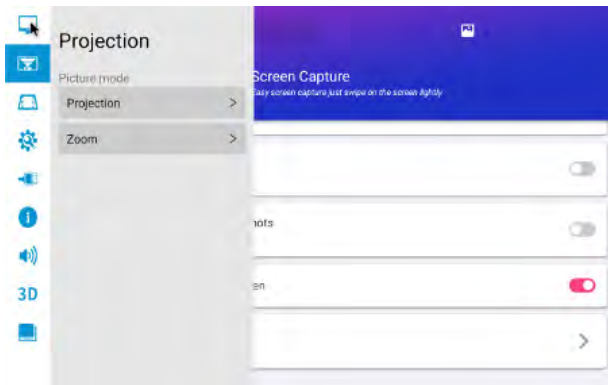 Projection
Picture mode
Projection >
Zoom >
Screen Capture
Easy screen capture just swipe on the screen lightly
hots
en
3D